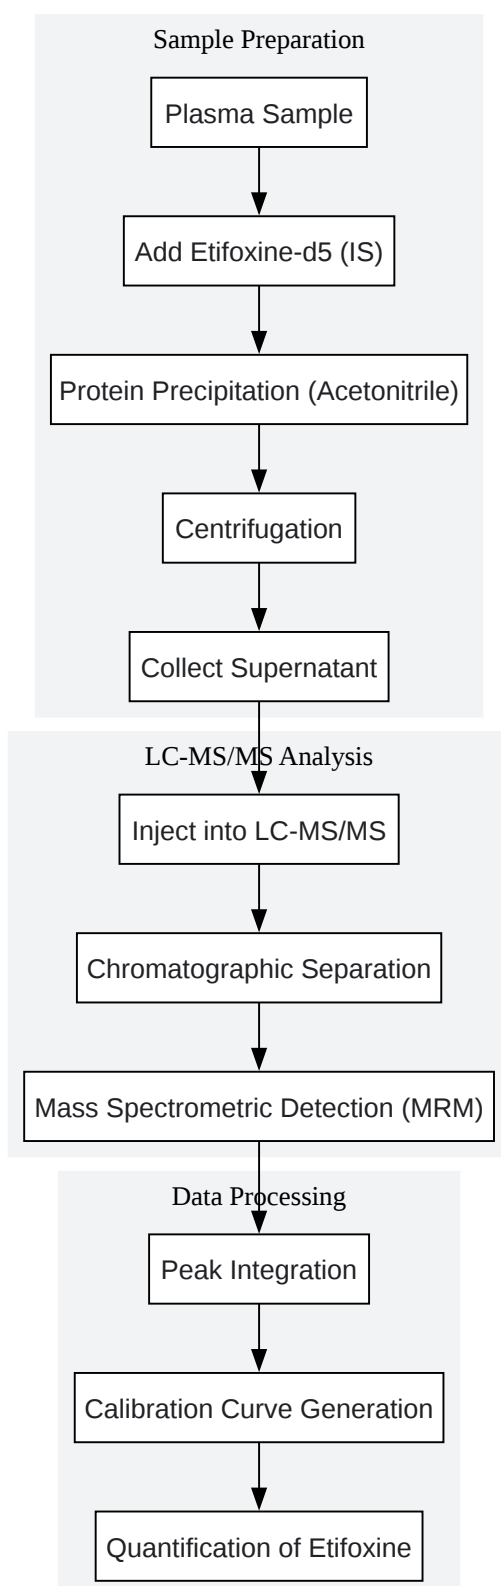 Sample Preparation
Plasma Sample
Add Etifoxine-d5 (IS)
Protein Precipitation (Acetonitrile)
Centrifugation
Collect Supernatant
LC-MS/MS Analysis
Inject into LC-MS/MS
Chromatographic Separation
Mass Spectrometric Detection (MRM)
Data Processing
Peak Integration
Calibration Curve Generation
Quantification of Etifoxine